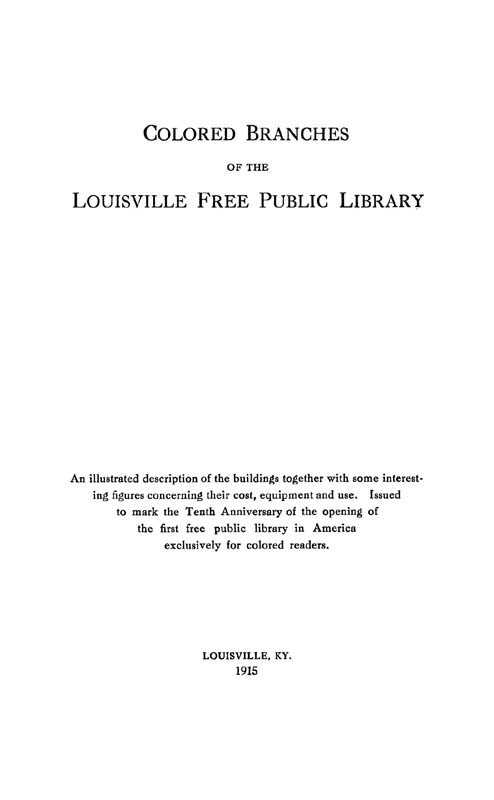 COLORED BRANCHES
OF THE
LOUISVILLE FREE PUBLIC LIBRARY
An illustrated description of the buildings together with some interest-
ing figures concerning their cost, equipment and use. Issued
to mark the Tenth Anniversary of the opening of
the first free public library in America
exclusively for colored readers.
LOUISVILLE, KY.
1915